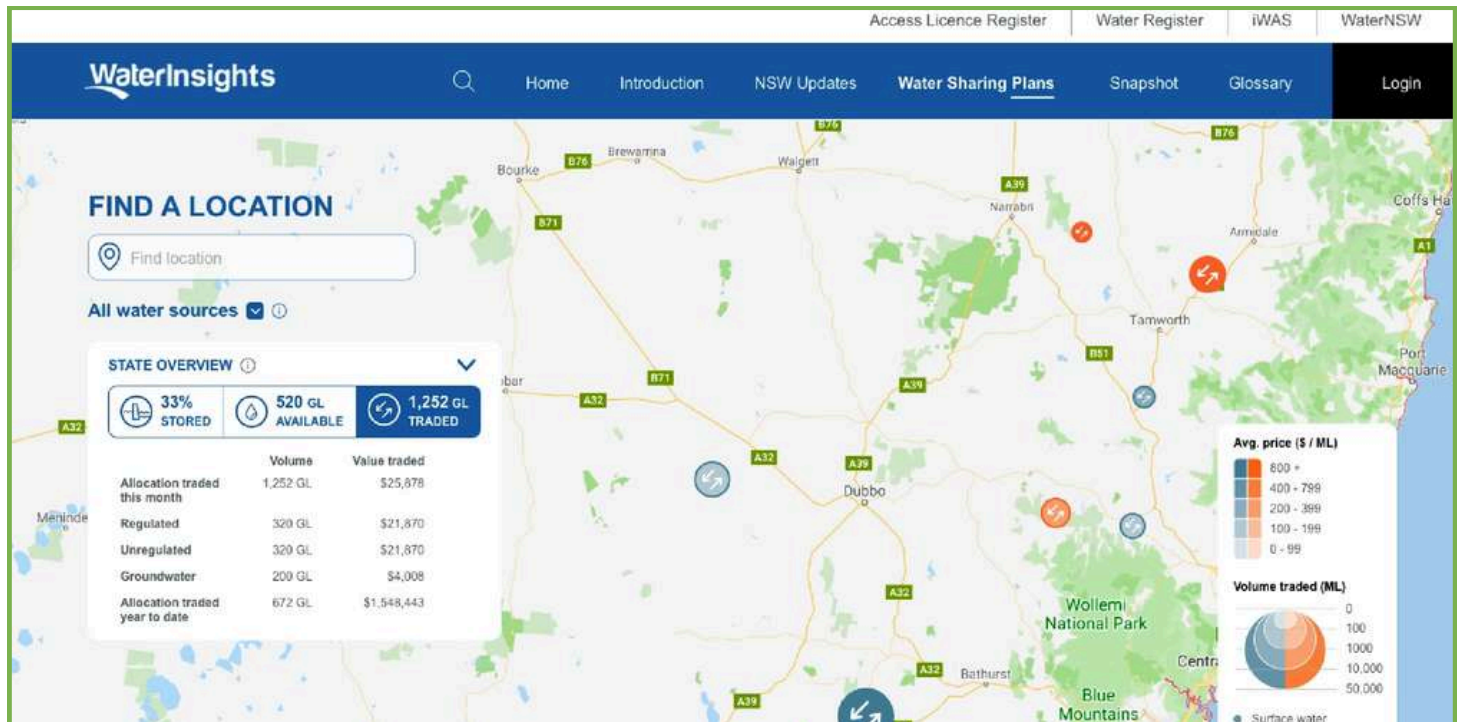 Access Licence Register
Water Register
iWAS
WaterNSW
WaterInsights
Home
Introduction
NSW Updates
Water Sharing Plans
Snapshot
Glossary
Login
B76
B76
Brewarrina
Bourke
B76
Walgett
A39
Narrabri
Coffs Ha
FIND A LOCATION
B71
Armidale
A1
Find location
All water sources
Tamworth
B51
Port
Macquarie
STATE OVERVIEW
33%
STORED
520 GL
AVAILABLE
1,252 GL
TRADED
obar
B71
A32
A39
A32
Volume Value traded
Allocation traded this month 1,252 GL $25,878
Regulated 320 GL $21,870
Unregulated 320 GL $21,870
Groundwater 200 GL $4,008
Allocation traded year to date 672 GL $1,548,443
Meninde
A32
A39
Dubbo
Avg. price ($ / ML)
800 +
400 - 799
200 - 399
100 - 199
0 - 99
A32
Wollemi
National Park
Volume traded (ML)
0
100
1000
10,000
50,000
Centra
A32
Bathurst
A39
Blue
Mountains
Surface water